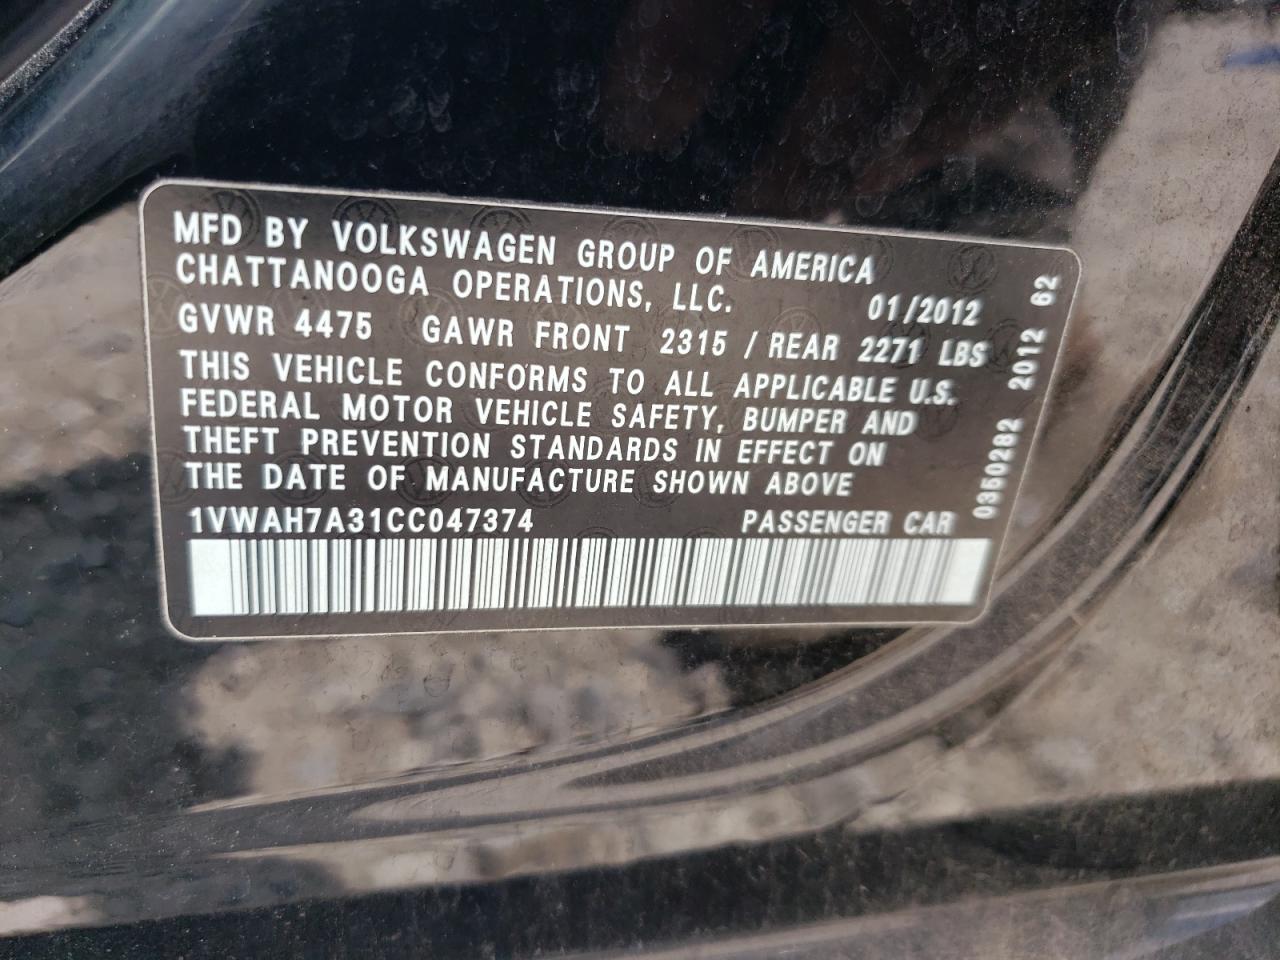 MFD BY VOLKSWAGEN GROUP OF AMERICA
CHATTANOOGA OPERATIONS, LLC. 01/2012
GVWR 4475 GAWR FRONT 2315 / REAR 2271 LBS
THIS VEHICLE CONFORMS TO ALL APPLICABLE U.S.
FEDERAL MOTOR VEHICLE SAFETY, BUMPER AND
THEFT PREVENTION STANDARDS IN EFFECT ON
THE DATE OF MANUFACTURE SHOWN ABOVE
1VWAH7A31CC047374 PASSENGER CAR
0350282 2012 62